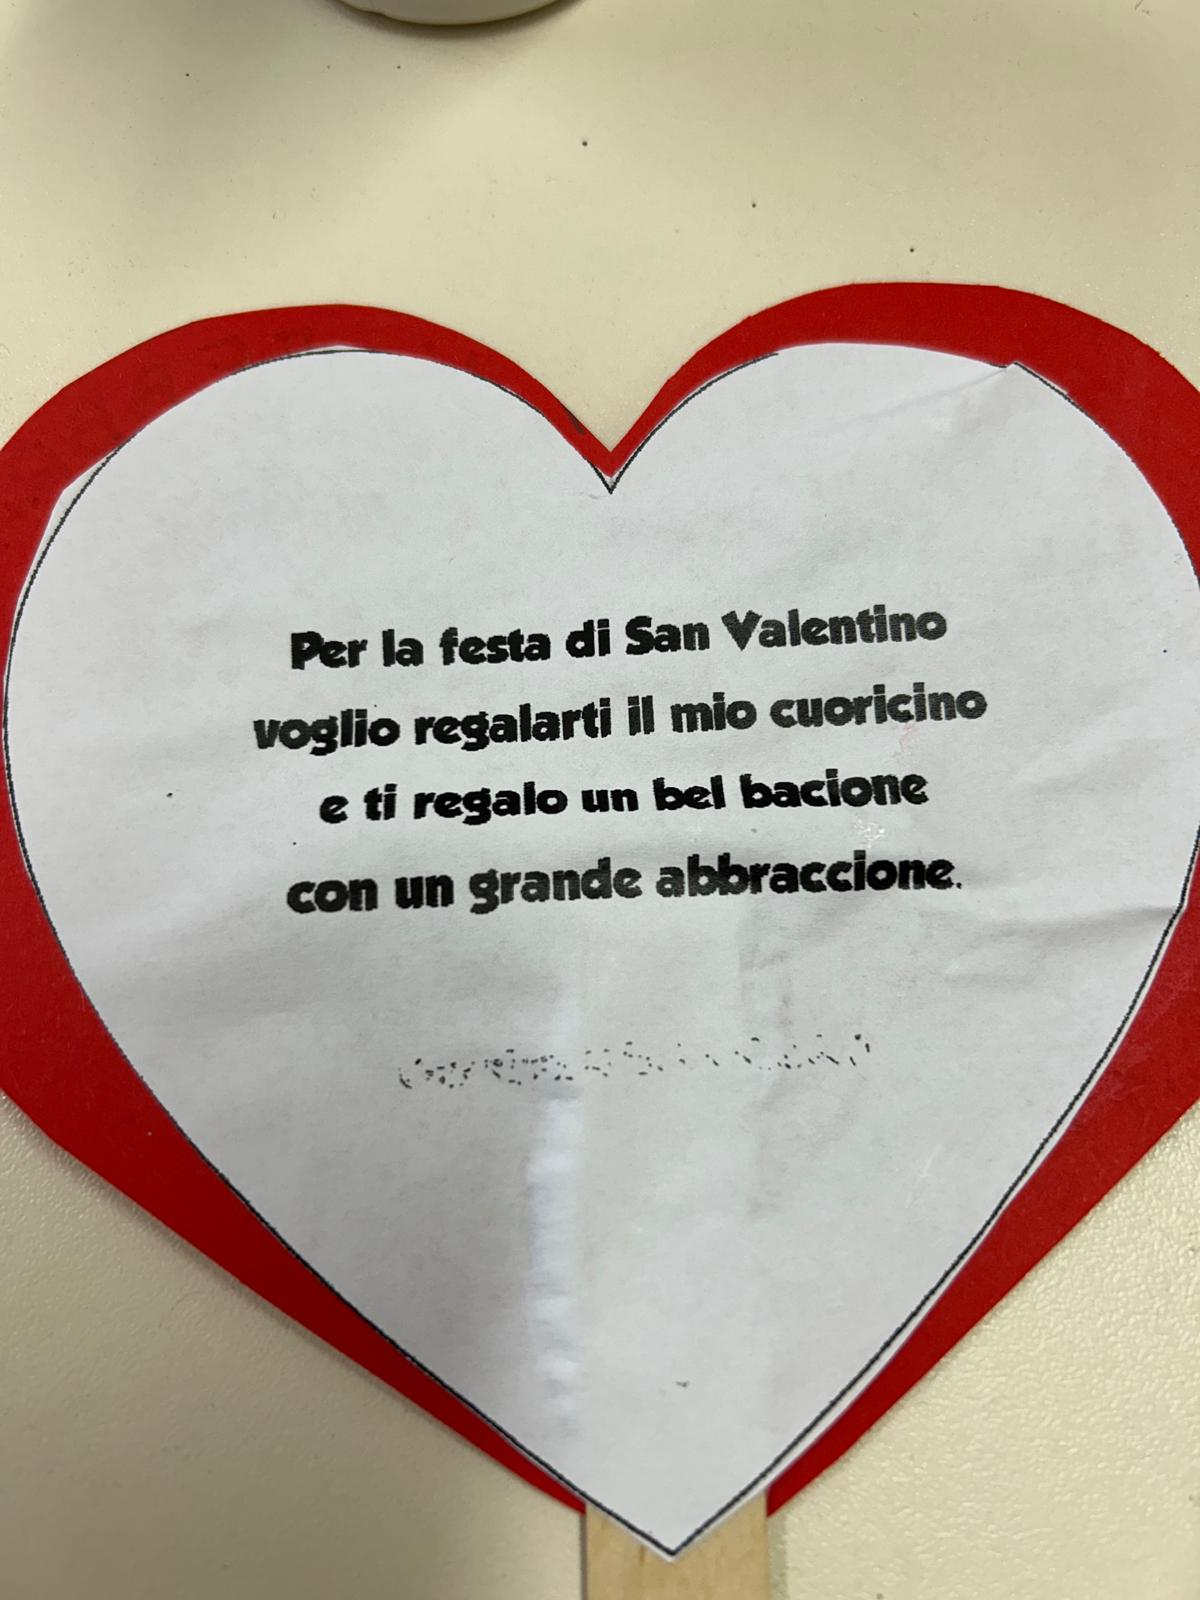 Per la festa di San Valentino
voglio regalarti il mio cuoricino
e ti regalo un bel bacione
con un grande abbraccione.